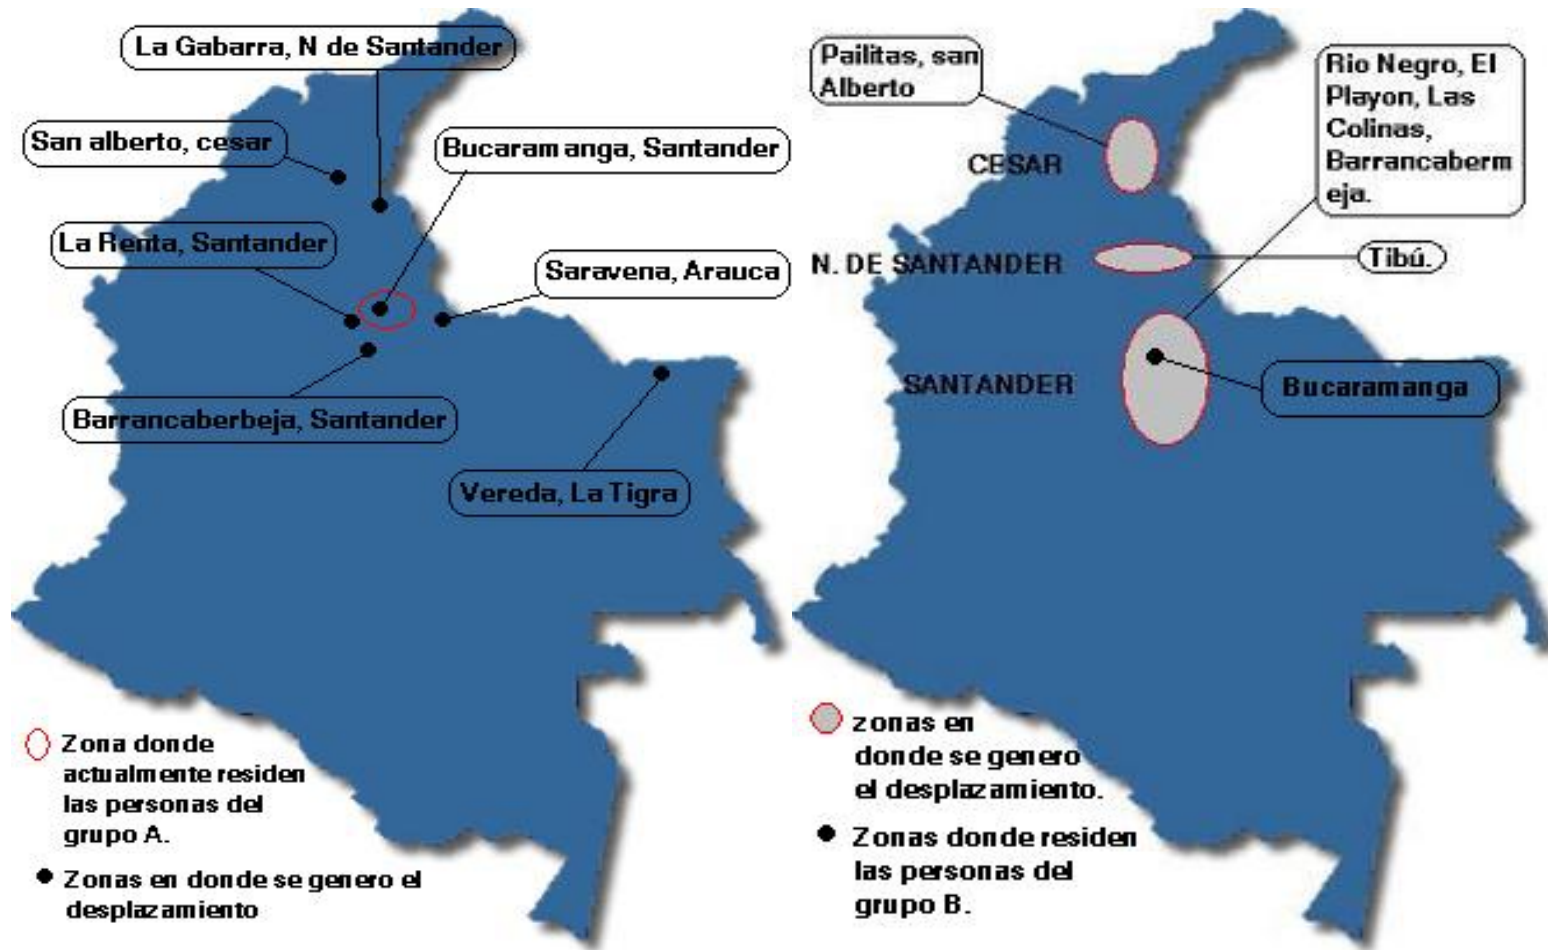 La Gabarra, N de Santander
San alberto, cesar
Bucaramanga, Santander
La Renta, Santander
Saravena, Arauca
Barrancaberbeja, Santander
Vereda, La Tigra
Zona donde
actualmente residen
las personas del
grupo A.
Zonas en donde se genero el
desplazamiento
Pailitas, san
Alberto
Rio Negro, El
Playon, Las
Colinas,
Barrancaberm
eja.
CESAR
N. DE SANTANDER
Tibú.
SANTANDER
Bucaramanga
zonas en
donde se genero
el desplazamiento.
Zonas donde residen
las personas del
grupo B.